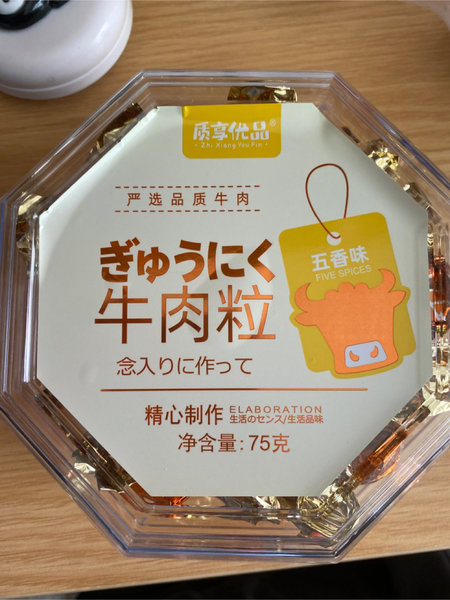 质享优品®
Zhi Xiang You Pin
严选品质牛肉
五香味
FIVE SPICES
ぎゅうにく
牛肉粒
念入りに作って
精心制作 ELABORATION
生活のセンス/生活品味
净含量:75克